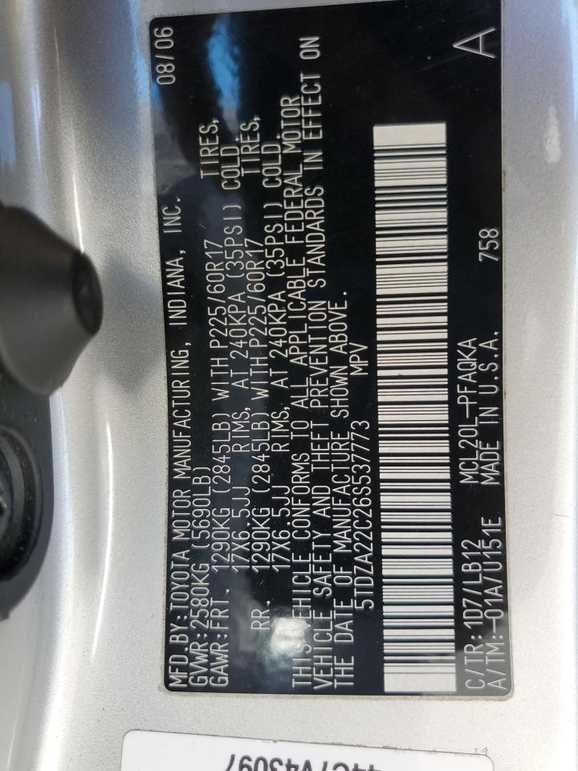 MFD.BY:TOYOTA MOTOR MANUFACTURING, INDIANA, INC. 08/06
GVWR:2580KG (5690LB)
GAWR:FRT. 1290KG (2845LB) WITH P225/60R17 TIRES,
17X6.5JJ RIMS, AT 240KPA (35PSI) COLD.
RR. 1290KG (2845LB) WITH P225/60R17 TIRES,
17X6.5JJ RIMS, AT 240KPA (35PSI) COLD.
THIS VEHICLE CONFORMS TO ALL APPLICABLE FEDERAL MOTOR
VEHICLE SAFETY AND THEFT PREVENTION STANDARDS IN EFFECT ON
THE DATE OF MANUFACTURE SHOWN ABOVE.
5TDZA22C26S537773 MPV
A
C/TR: 1D7/LB12 MCL20L-PFAQKA
A/TM:-01A/U151E MADE IN U.S.A. 758